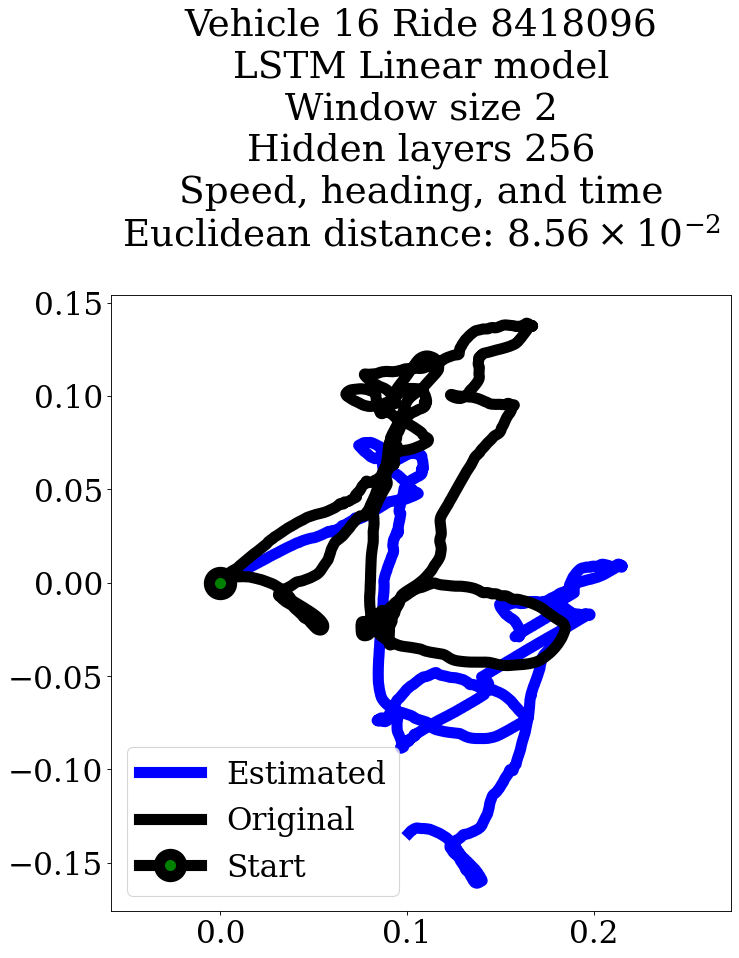 Vehicle 16 Ride 8418096
LSTM Linear model
Window size 2
Hidden layers 256
Speed, heading, and time
Euclidean distance: 8.56 × 10⁻²
0.15
0.10
0.05
0.00
−0.05
−0.10
−0.15
Estimated
Original
Start
0.0 0.1 0.2